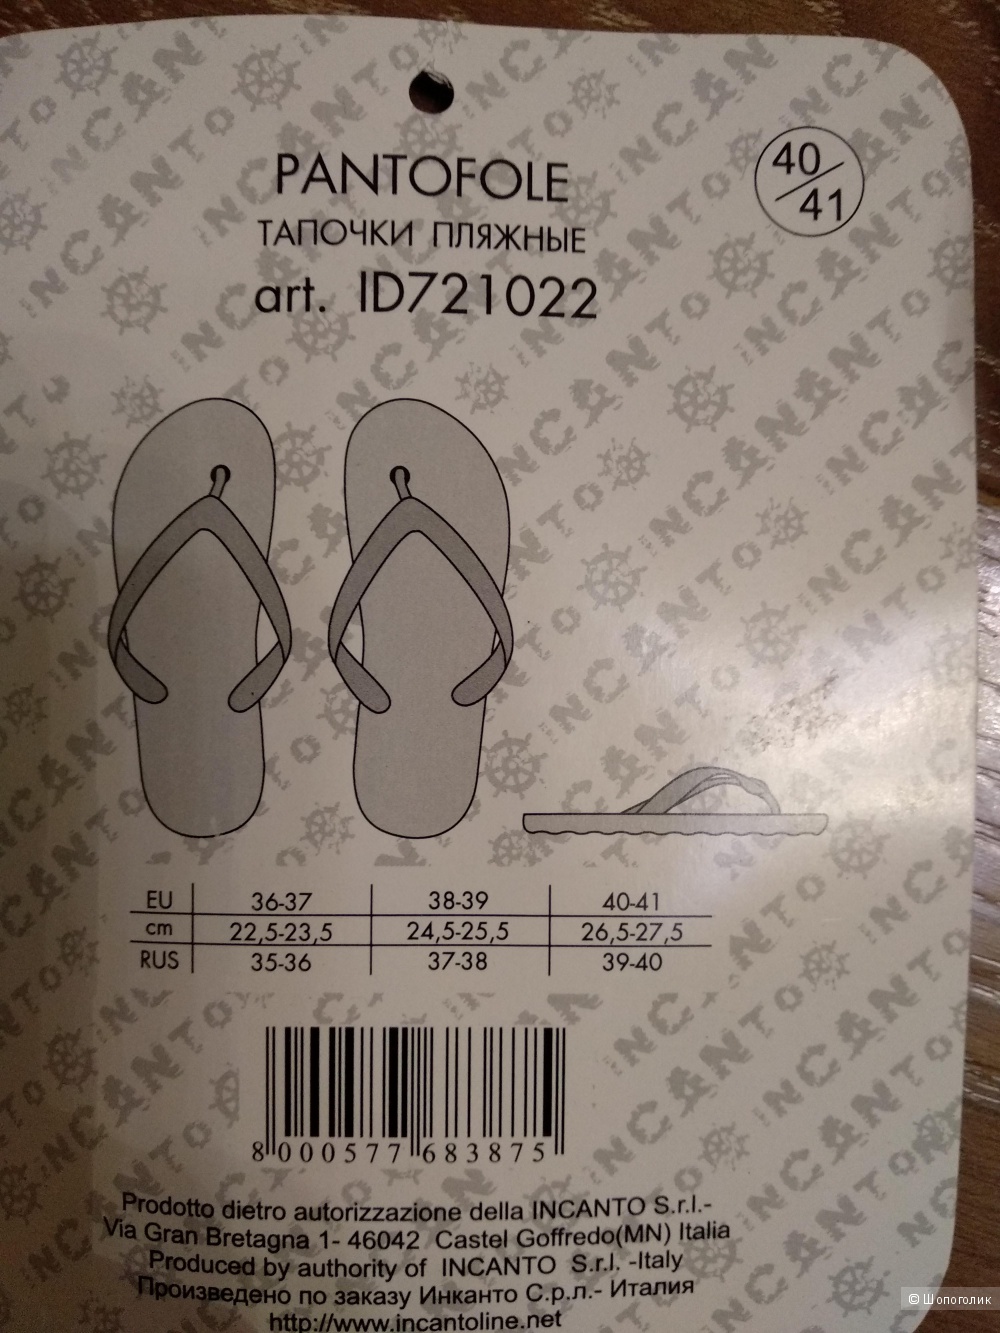 PANTOFOLE
ТАПОЧКИ ПЛЯЖНЫЕ
art. ID721022
40/41
EU 36-37 38-39 40-41
cm 22,5-23,5 24,5-25,5 26,5-27,5
RUS 35-36 37-38 39-40
8 000577 683875
Prodotto dietro autorizzazione della INCANTO S.r.l.-
Via Gran Bretagna 1- 46042 Castel Goffredo(MN) Italia
Produced by authority of INCANTO S.r.l. -Italy
Произведено по заказу Инканто С.р.л.- Италия
http://www.incantoline.net
© Шопоголик